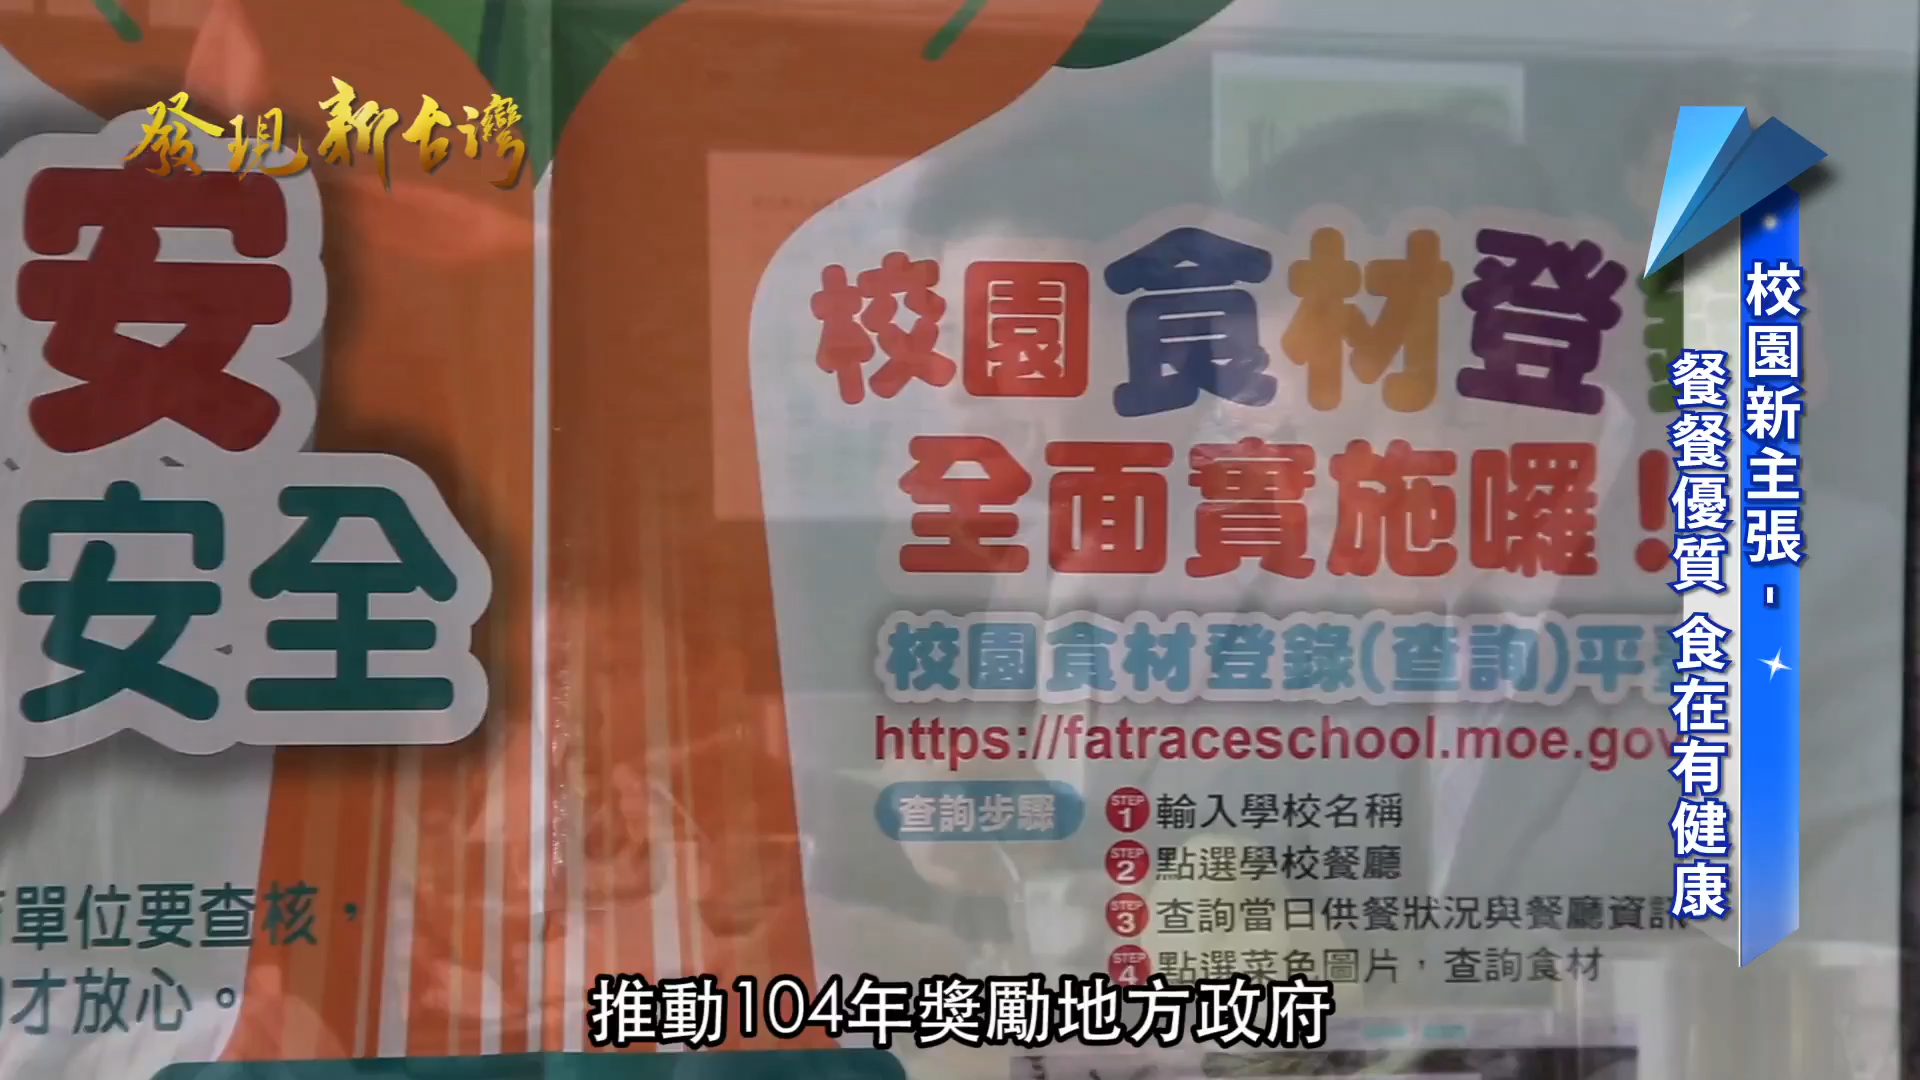 發現新台灣
校園新主張-
餐餐優質 食在有健康
安
安全
單位要查核，
才放心。
校園食材登
全面實施囉！
校園食材登錄(查詢)平
https://fatraceschool.moe.gov
查詢步驟
STEP 1 輸入學校名稱
STEP 2 點選學校餐廳
STEP 3 查詢當日供餐狀況與餐廳資訊
STEP 4 點選菜色圖片，查詢食材
推動104年獎勵地方政府